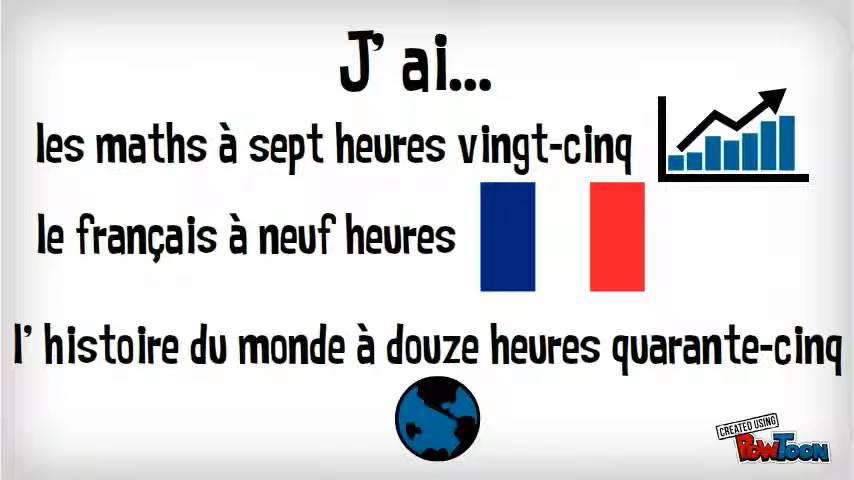 J' ai...
les maths à sept heures vingt-cinq
le français à neuf heures
l' histoire du monde à douze heures quarante-cinq
CREATED USING
POWTOON